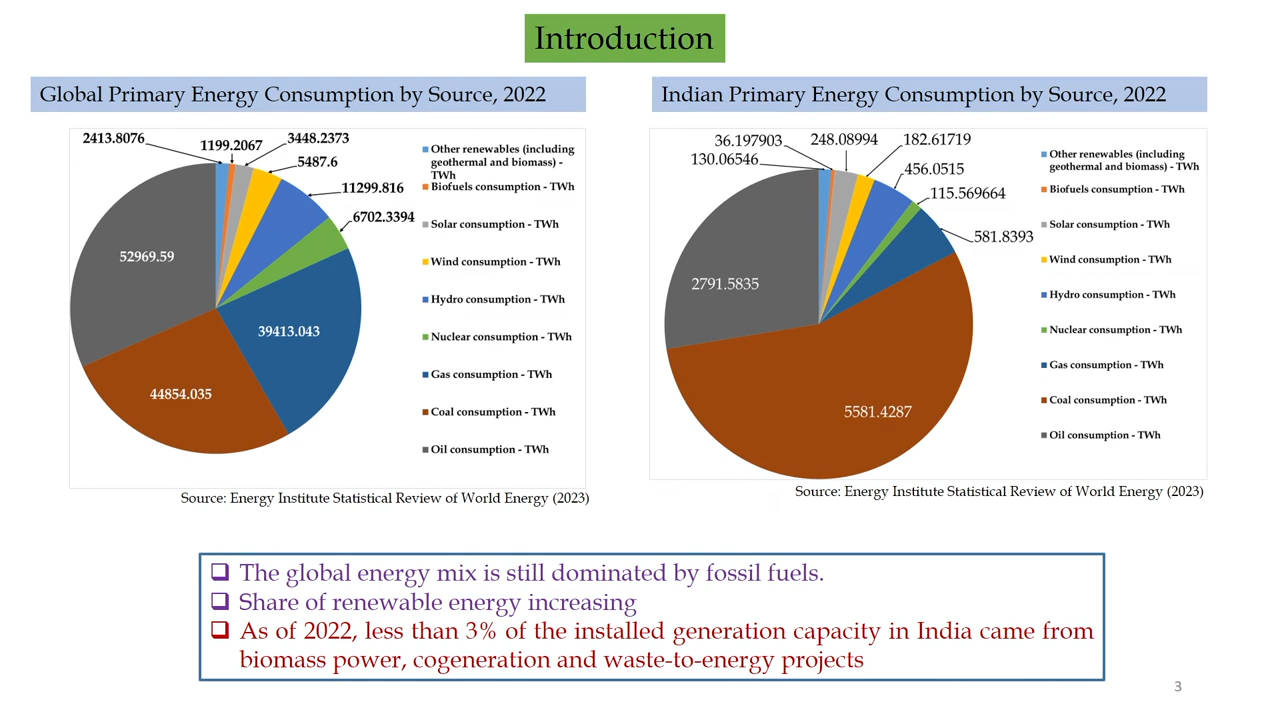 Introduction
Global Primary Energy Consumption by Source, 2022
2413.8076
1199.2067
3448.2373
5487.6
11299.816
6702.3394
52969.59
39413.043
44854.035
Other renewables (including
geothermal and biomass) -
TWh
Biofuels consumption - TWh
Solar consumption - TWh
Wind consumption - TWh
Hydro consumption - TWh
Nuclear consumption - TWh
Gas consumption - TWh
Coal consumption - TWh
Oil consumption - TWh
Source: Energy Institute Statistical Review of World Energy (2023)
Indian Primary Energy Consumption by Source, 2022
36.197903
248.08994
182.61719
130.06546
456.0515
115.569664
581.8393
2791.5835
5581.4287
Other renewables (including
geothermal and biomass) - TWh
Biofuels consumption - TWh
Solar consumption - TWh
Wind consumption - TWh
Hydro consumption - TWh
Nuclear consumption - TWh
Gas consumption - TWh
Coal consumption - TWh
Oil consumption - TWh
Source: Energy Institute Statistical Review of World Energy (2023)
The global energy mix is still dominated by fossil fuels.
Share of renewable energy increasing
As of 2022, less than 3% of the installed generation capacity in India came from
biomass power, cogeneration and waste-to-energy projects
3